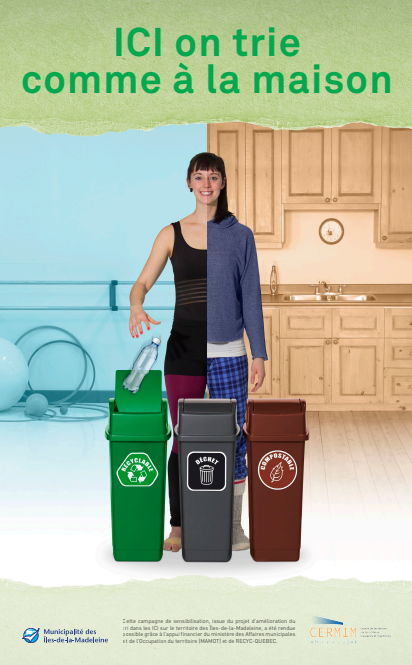 ICI on trie
comme à la maison
RECYCLABLE
DÉCHET
COMPOSTABLE
Municipalité des
Îles-de-la-Madeleine
Cette campagne de sensibilisation, issue du projet d'amélioration du
tri dans les ICI sur le territoire des Îles-de-la-Madeleine, a été rendue
possible grâce à l'appui financier du ministère des Affaires municipales
et de l'Occupation du territoire (MAMOT) et de RECYC-QUÉBEC.
CERMIM